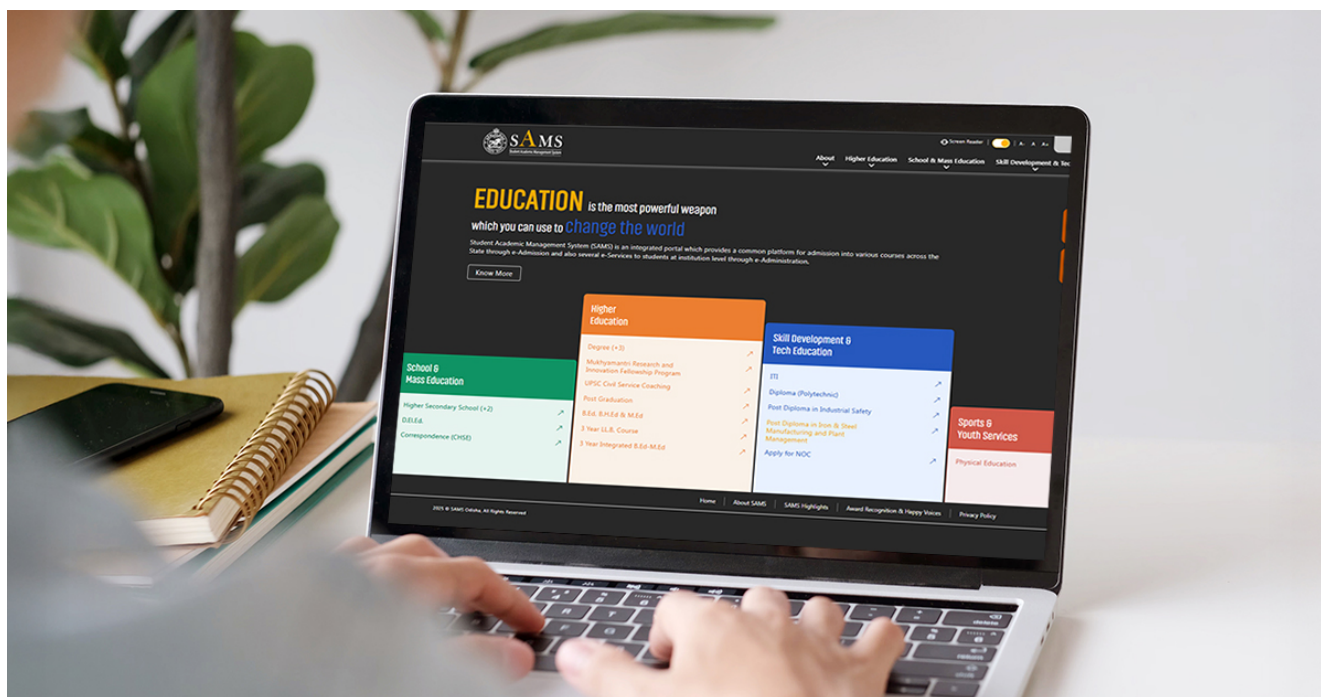 SAMS
Student Academic Management System
Screen Reader | A- A A+
About Higher Education School & Mass Education Skill Development & Tec
EDUCATION is the most powerful weapon
which you can use to change the world
Student Academic Management System (SAMS) is an integrated portal which provides a common platform for admission into various courses across the
State through e-Admission and also several e-Services to students at institution level through e-Administration.
Know More
School &
Mass Education
Higher Secondary School (+2)
D.El.Ed.
Correspondence (CHSE)
Higher
Education
Degree (+3)
Mukhyamantri Research and
Innovation Fellowship Program
UPSC Civil Service Coaching
Post Graduation
B.Ed, B.H.Ed & M.Ed
3 Year LL.B. Course
3 Year Integrated B.Ed-M.Ed
Skill Development &
Tech Education
ITI
Diploma (Polytechnic)
Post Diploma in Industrial Safety
Post Diploma in Iron & Steel
Manufacturing and Plant
Management
Apply for NOC
Sports &
Youth Services
Physical Education
Home | About SAMS | SAMS Highlights | Award Recognition & Happy Voices | Privacy Policy
2025 © SAMS Odisha, All Rights Reserved